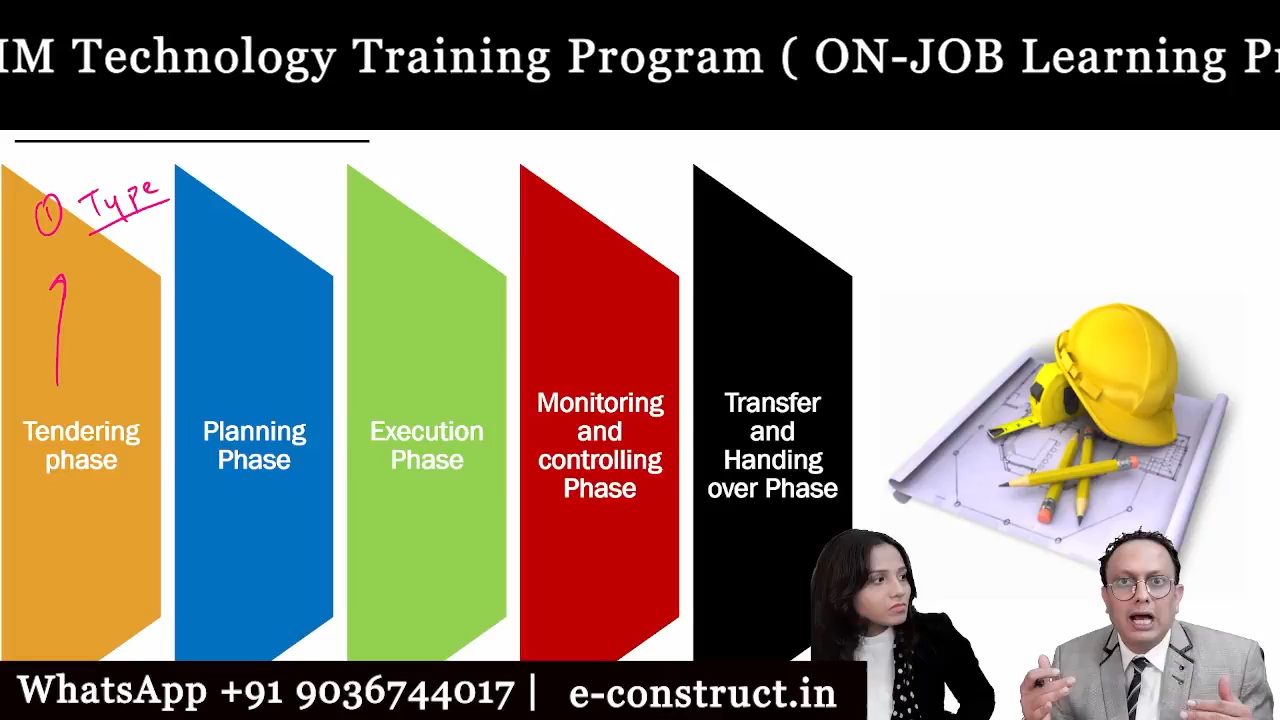 IM Technology Training Program ( ON-JOB Learning Pr
① Type
Tendering
phase
Planning
Phase
Execution
Phase
Monitoring
and
controlling
Phase
Transfer
and
Handing
over Phase
WhatsApp +91 9036744017 | e-construct.in